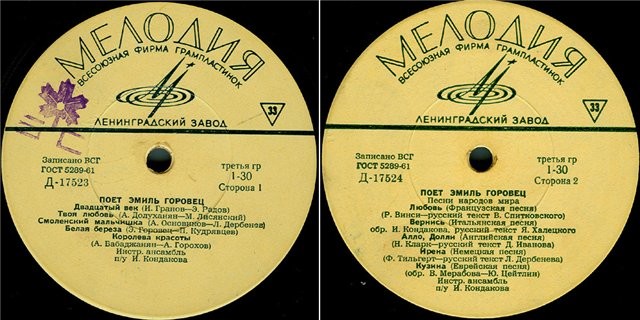 МЕЛОДИЯ
ВСЕСОЮЗНАЯ ФИРМА ГРАМПЛАСТИНОК
33
ЛЕНИНГРАДСКИЙ ЗАВОД
Записано ВСГ
ГОСТ 5289-61
Д-17523
третья гр
1-30
Сторона 1
ПОЕТ ЭМИЛЬ ГОРОВЕЦ
Двадцатый век (И. Гранов—Э. Радов)
Твоя любовь (А. Долуханян—М. Лисянский)
Смоленский мальчишка (А. Основиков—Л. Дербенев)
Белая береза (Э. Горовец—П. Кудрявцев)
Королева красоты
(А. Бабаджанян—А. Горохов)
Инстр. ансамбль
п/у И. Кондакова
МЕЛОДИЯ
ВСЕСОЮЗНАЯ ФИРМА ГРАМПЛАСТИНОК
33
ЛЕНИНГРАДСКИЙ ЗАВОД
Записано ВСГ
ГОСТ 5289-61
Д-17524
третья гр
1-30
Сторона 2
ПОЕТ ЭМИЛЬ ГОРОВЕЦ
Песни народов мира
Любовь (Французская песня)
(Р. Винси—русский текст В. Спитковского)
Вернись (Итальянская песня)
обр. И. Кондакова, русский текст Я. Халецкого
Алло, Долли (Английская песня)
(Н. Кларк—русский текст Д. Иванова)
Ирена (Немецкая песня)
(Ф. Тильгерт—русский текст Л. Дербенева)
Кузина (Еврейская песня)
(обр. В. Мерабова—Ю. Цейтлин)
Инстр. ансамбль
п/у И. Кондакова